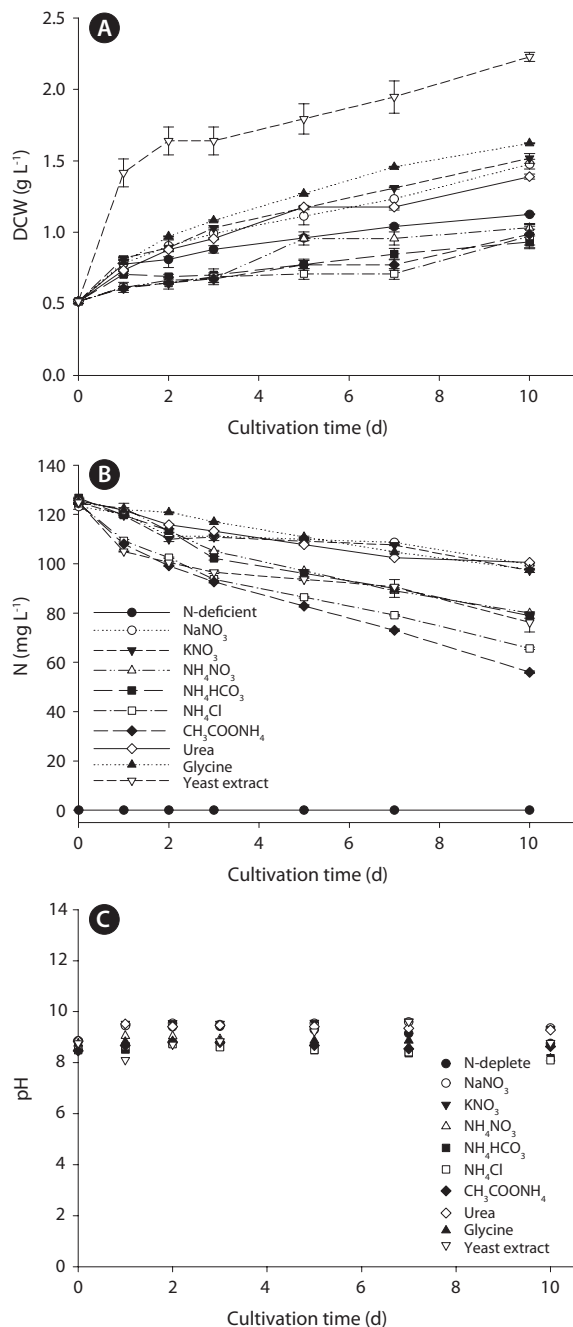 A
2.5
2.0
1.5
1.0
0.5
0.0
DCW (g L⁻¹)
0 2 4 6 8 10
Cultivation time (d)
B
140
120
100
80
60
40
20
0
N (mg L⁻¹)
N-deficient
NaNO₃
KNO₃
NH₄NO₃
NH₄HCO₃
NH₄Cl
CH₃COONH₄
Urea
Glycine
Yeast extract
0 2 4 6 8 10
Cultivation time (d)
C
14
12
10
8
6
4
2
0
pH
N-deplete
NaNO₃
KNO₃
NH₄NO₃
NH₄HCO₃
NH₄Cl
CH₃COONH₄
Urea
Glycine
Yeast extract
0 2 4 6 8 10
Cultivation time (d)